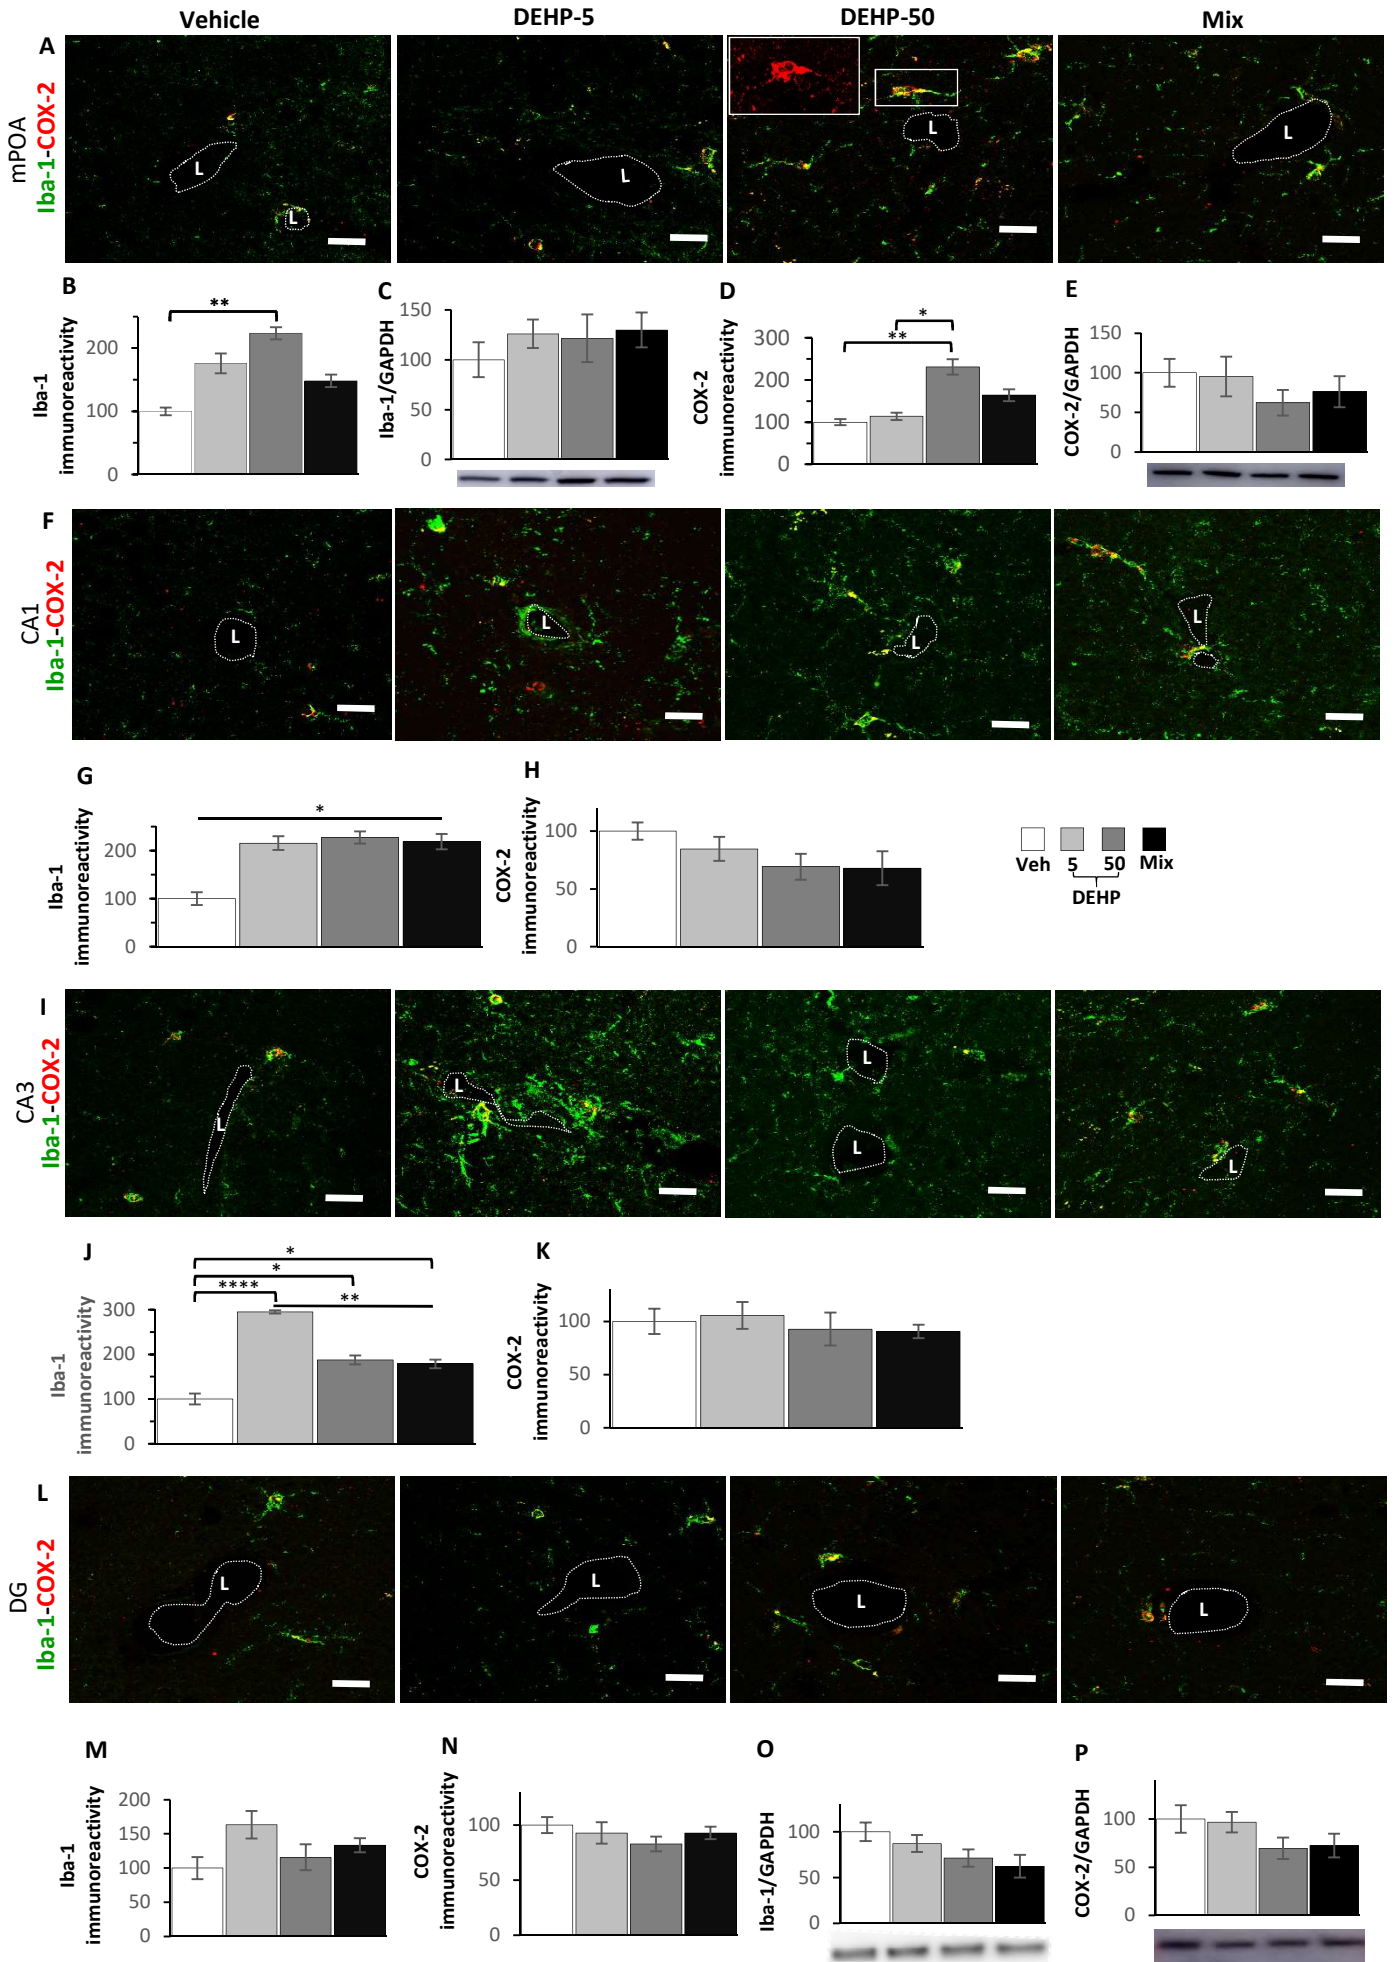 Vehicle DEHP-5 DEHP-50 Mix
A
mPOA
Iba-1-COX-2
L
L
L
L
L
B
Iba-1
immunoreactivity
**
200
100
0
C
Iba-1/GAPDH
150
100
50
0
D
COX-2
immunoreactivity
*
**
300
200
100
0
E
COX-2/GAPDH
150
100
50
0
F
CA1
Iba-1-COX-2
L
L
L
L
G
Iba-1
immunoreactivity
*
200
100
0
H
COX-2
immunoreactivity
100
50
0
Veh 5 50 Mix
DEHP
I
CA3
Iba-1-COX-2
L
L
L
L
L
J
Iba-1
immunoreactivity
*
*
****
**
300
200
100
0
K
COX-2
immunoreactivity
100
50
0
L
DG
Iba-1-COX-2
L
L
L
L
M
Iba-1
immunoreactivity
200
150
100
50
0
N
COX-2
immunoreactivity
100
50
0
O
Iba-1/GAPDH
100
50
0
P
COX-2/GAPDH
100
50
0